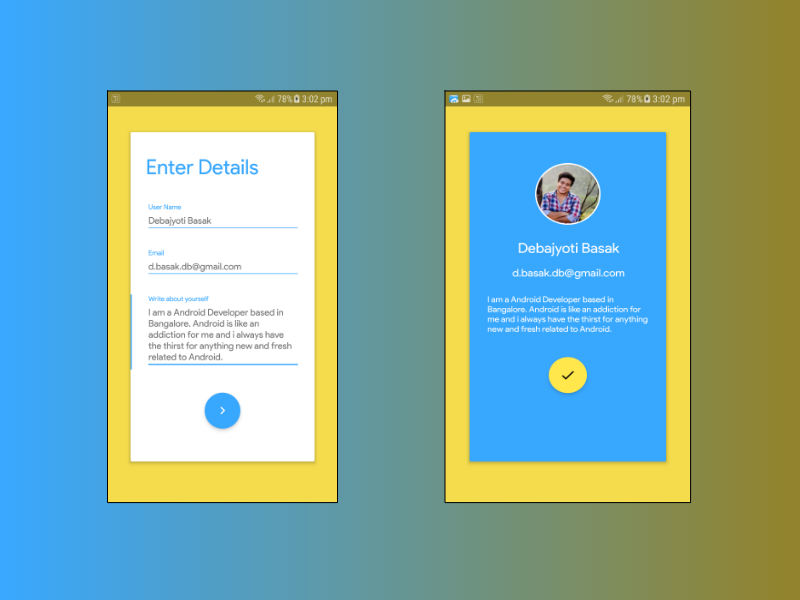 78% 3:02 pm
Enter Details
User Name
Debajyoti Basak
Email
d.basak.db@gmail.com
Write about yourself
I am a Android Developer based in
Bangalore. Android is like an
addiction for me and i always have
the thirst for anything new and fresh
related to Android.
78% 3:02 pm
Debajyoti Basak
d.basak.db@gmail.com
I am a Android Developer based in
Bangalore. Android is like an addiction for
me and i always have the thirst for anything
new and fresh related to Android.